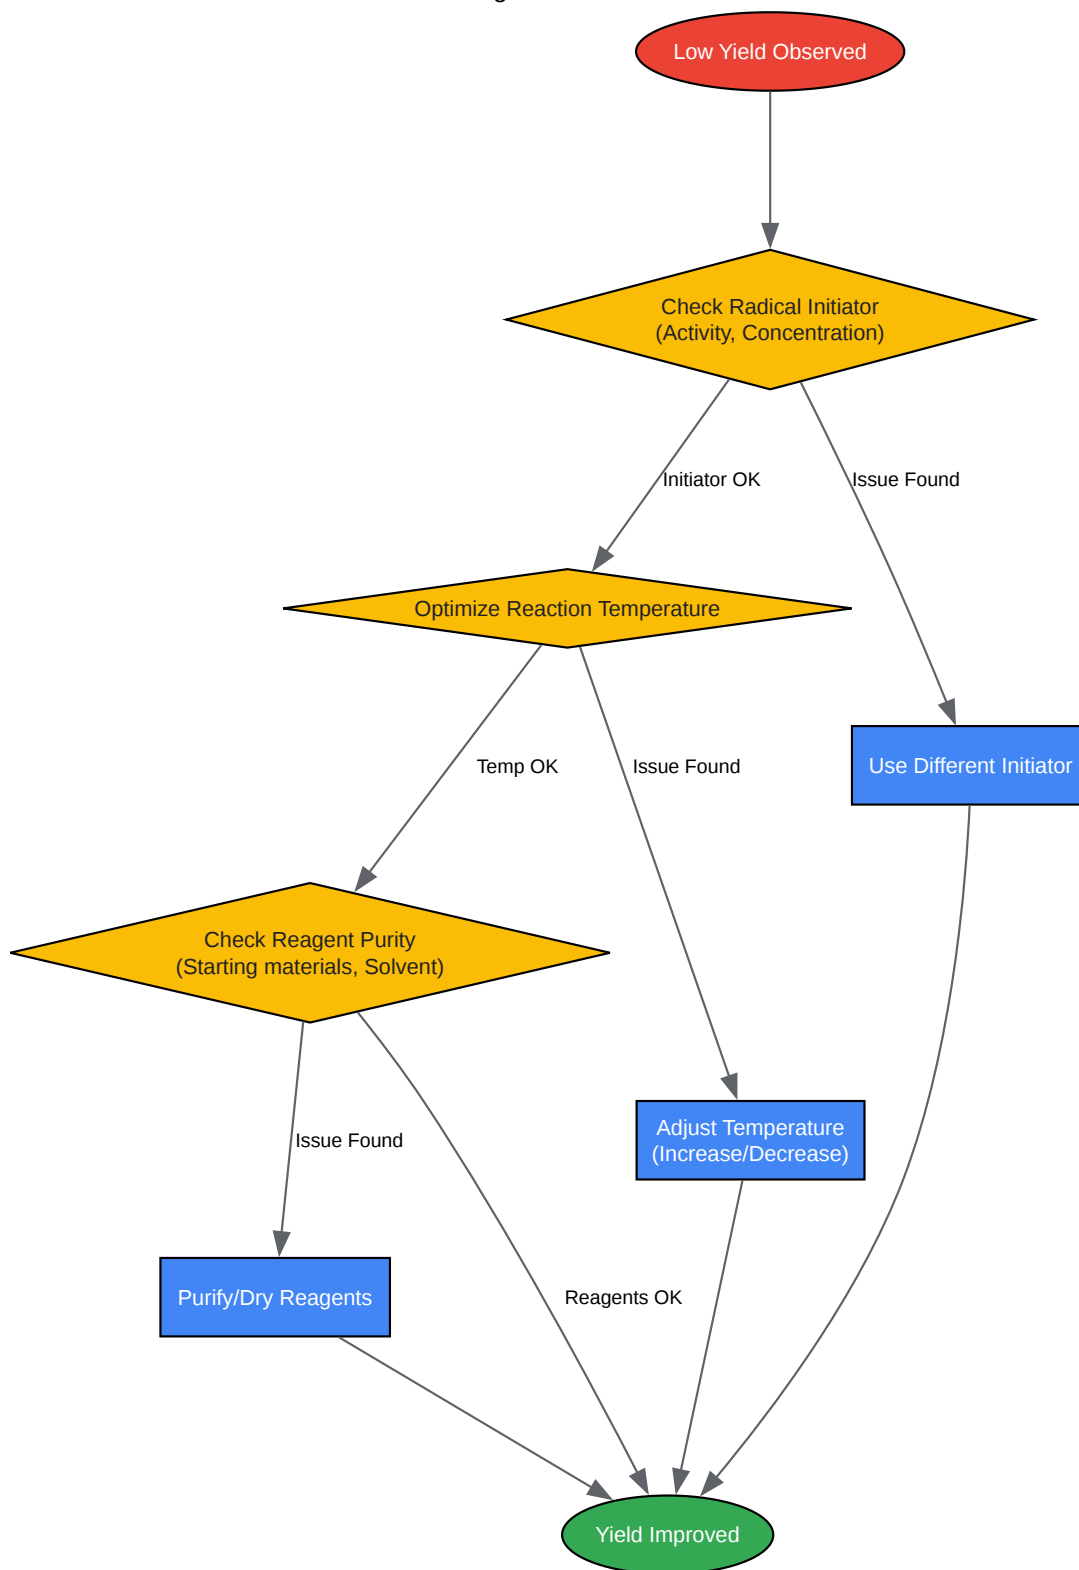 Low Yield Observed
Check Radical Initiator
(Activity, Concentration)
Initiator OK
Issue Found
Optimize Reaction Temperature
Temp OK
Issue Found
Use Different Initiator
Check Reagent Purity
(Starting materials, Solvent)
Adjust Temperature
(Increase/Decrease)
Issue Found
Purify/Dry Reagents
Reagents OK
Yield Improved